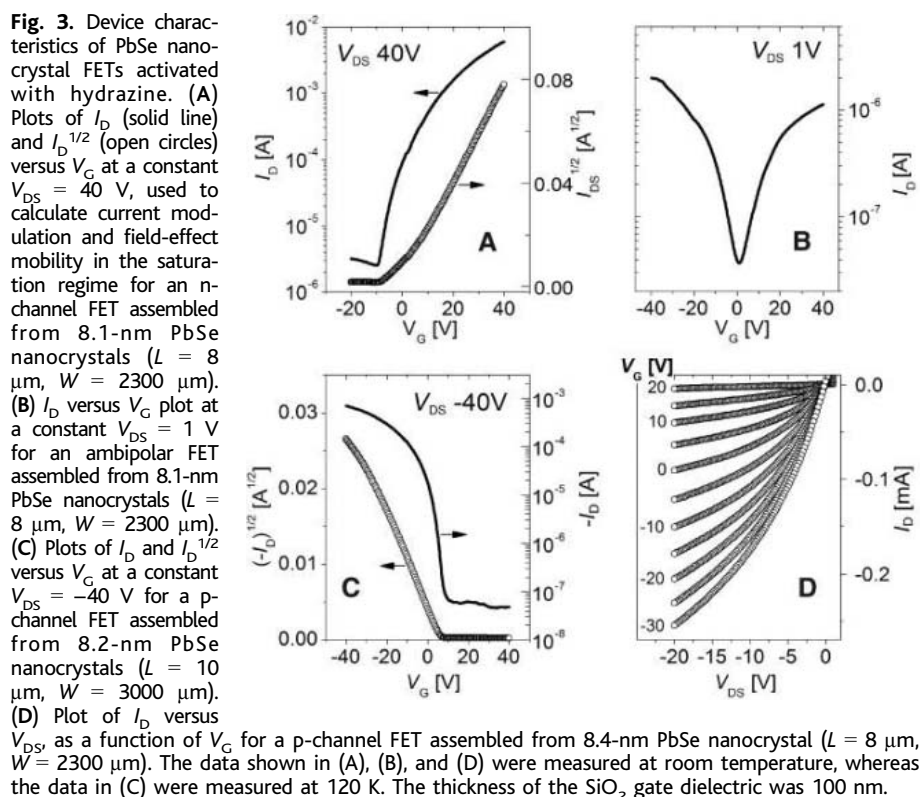 Fig. 3. Device charac-
teristics of PbSe nano-
crystal FETs activated
with hydrazine. (A)
Plots of I_D (solid line)
and I_D^1/2 (open circles)
versus V_G at a constant
V_DS = 40 V, used to
calculate current mod-
ulation and field-effect
mobility in the satura-
tion regime for an n-
channel FET assembled
from 8.1-nm PbSe
nanocrystals (L = 8
μm, W = 2300 μm).
(B) I_D versus V_G plot at
a constant V_DS = 1 V
for an ambipolar FET
assembled from 8.1-nm
PbSe nanocrystals (L =
8 μm, W = 2300 μm).
(C) Plots of I_D and I_D^1/2
versus V_G at a constant
V_DS = −40 V for a p-
channel FET assembled
from 8.2-nm PbSe
nanocrystals (L = 10
μm, W = 3000 μm).
(D) Plot of I_D versus
V_DS, as a function of V_G for a p-channel FET assembled from 8.4-nm PbSe nanocrystal (L = 8 μm,
W = 2300 μm). The data shown in (A), (B), and (D) were measured at room temperature, whereas
the data in (C) were measured at 120 K. The thickness of the SiO2 gate dielectric was 100 nm.
V_DS 40V
A
I_D [A]
10^-2
10^-3
10^-4
10^-5
10^-6
I_DS^1/2 [A^1/2]
0.08
0.04
0.00
-20 0 20 40
V_G [V]
V_DS 1V
B
I_D [A]
10^-6
10^-7
-40 -20 0 20 40
V_G [V]
V_DS -40V
C
(-I_D)^1/2 [A^1/2]
0.03
0.02
0.01
0.00
-I_D [A]
10^-3
10^-4
10^-5
10^-6
10^-7
10^-8
-40 -20 0 20 40
V_G [V]
V_G [V]
20
10
0
-10
-20
-30
D
I_D [mA]
0.0
-0.1
-0.2
-20 -15 -10 -5 0
V_DS [V]